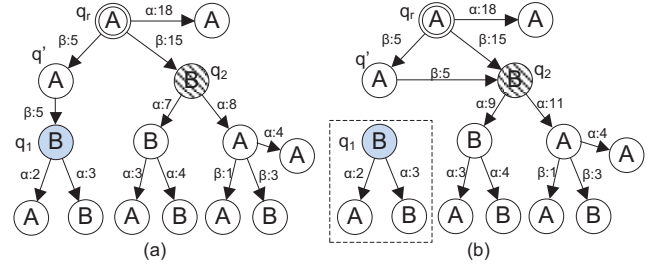 q_r A α:18 A
q' β:5 β:15
A B q_2
β:5 α:7 α:8
q_1 B B A α:4 A
α:2 α:3 α:3 α:4 β:1 β:3
A B A B A B
(a)
q_r A α:18 A
q' β:5 β:15
A β:5 B q_2
α:9 α:11
q_1 B B A α:4 A
α:2 α:3 α:3 α:4 β:1 β:3
A B A B A B
(b)